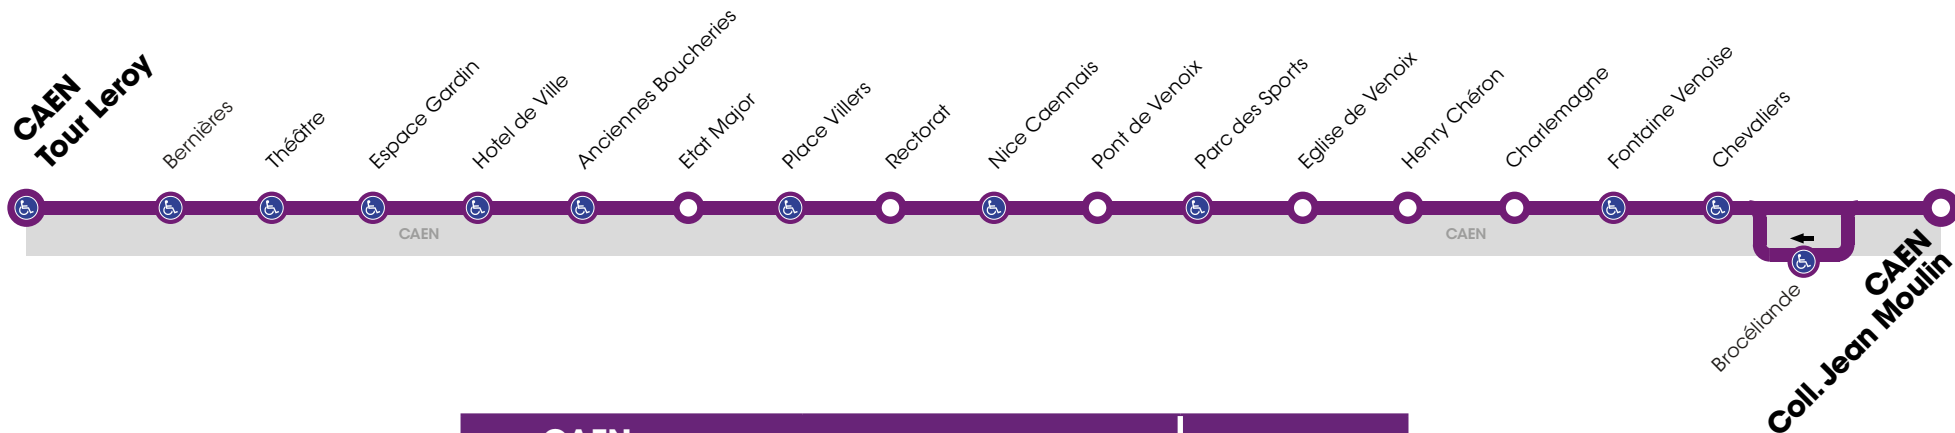 CAEN
Tour Leroy
Bernières
Théâtre
Espace Gardin
Hotel de Ville
Anciennes Boucheries
Etat Major
Place Villers
Rectorat
Nice Caennais
Pont de Venoix
Parc des Sports
Eglise de Venoix
Henry Chéron
Charlemagne
Fontaine Venoise
Chevaliers
CAEN
CAEN
Brocéliande
CAEN
Coll. Jean Moulin
CAEN